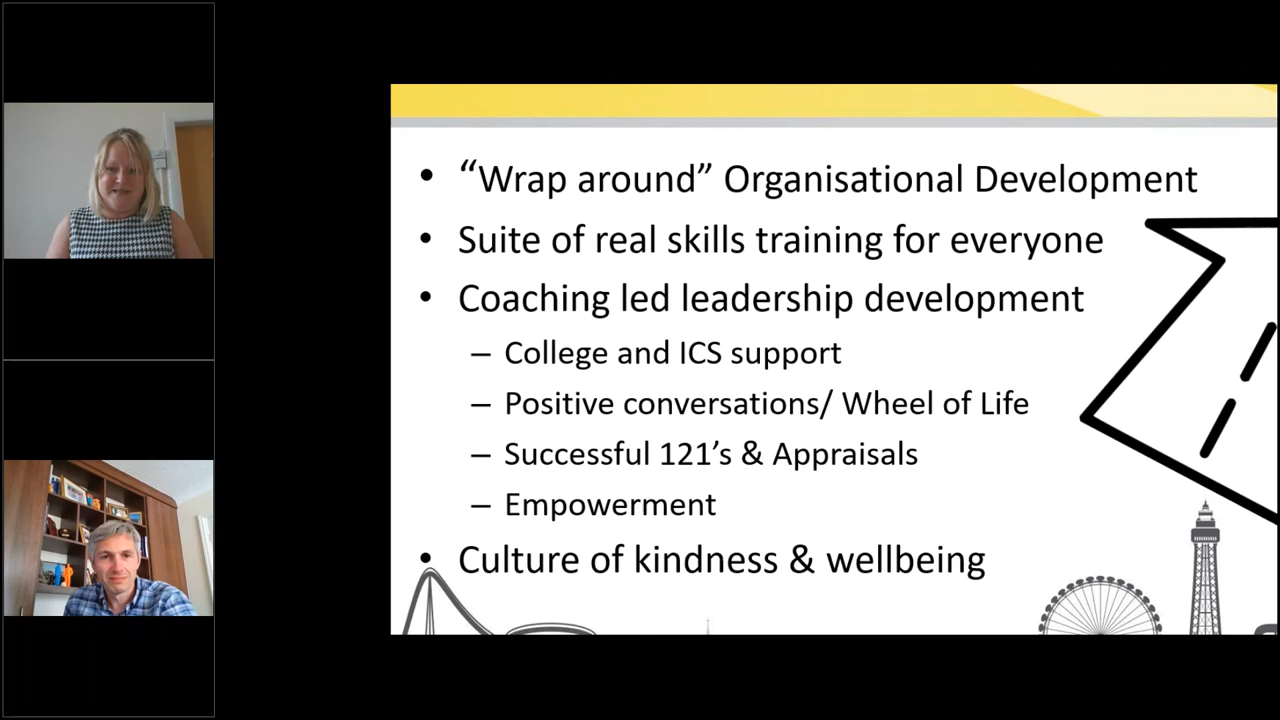 • “Wrap around” Organisational Development
• Suite of real skills training for everyone
• Coaching led leadership development
– College and ICS support
– Positive conversations/ Wheel of Life
– Successful 121’s & Appraisals
– Empowerment
• Culture of kindness & wellbeing